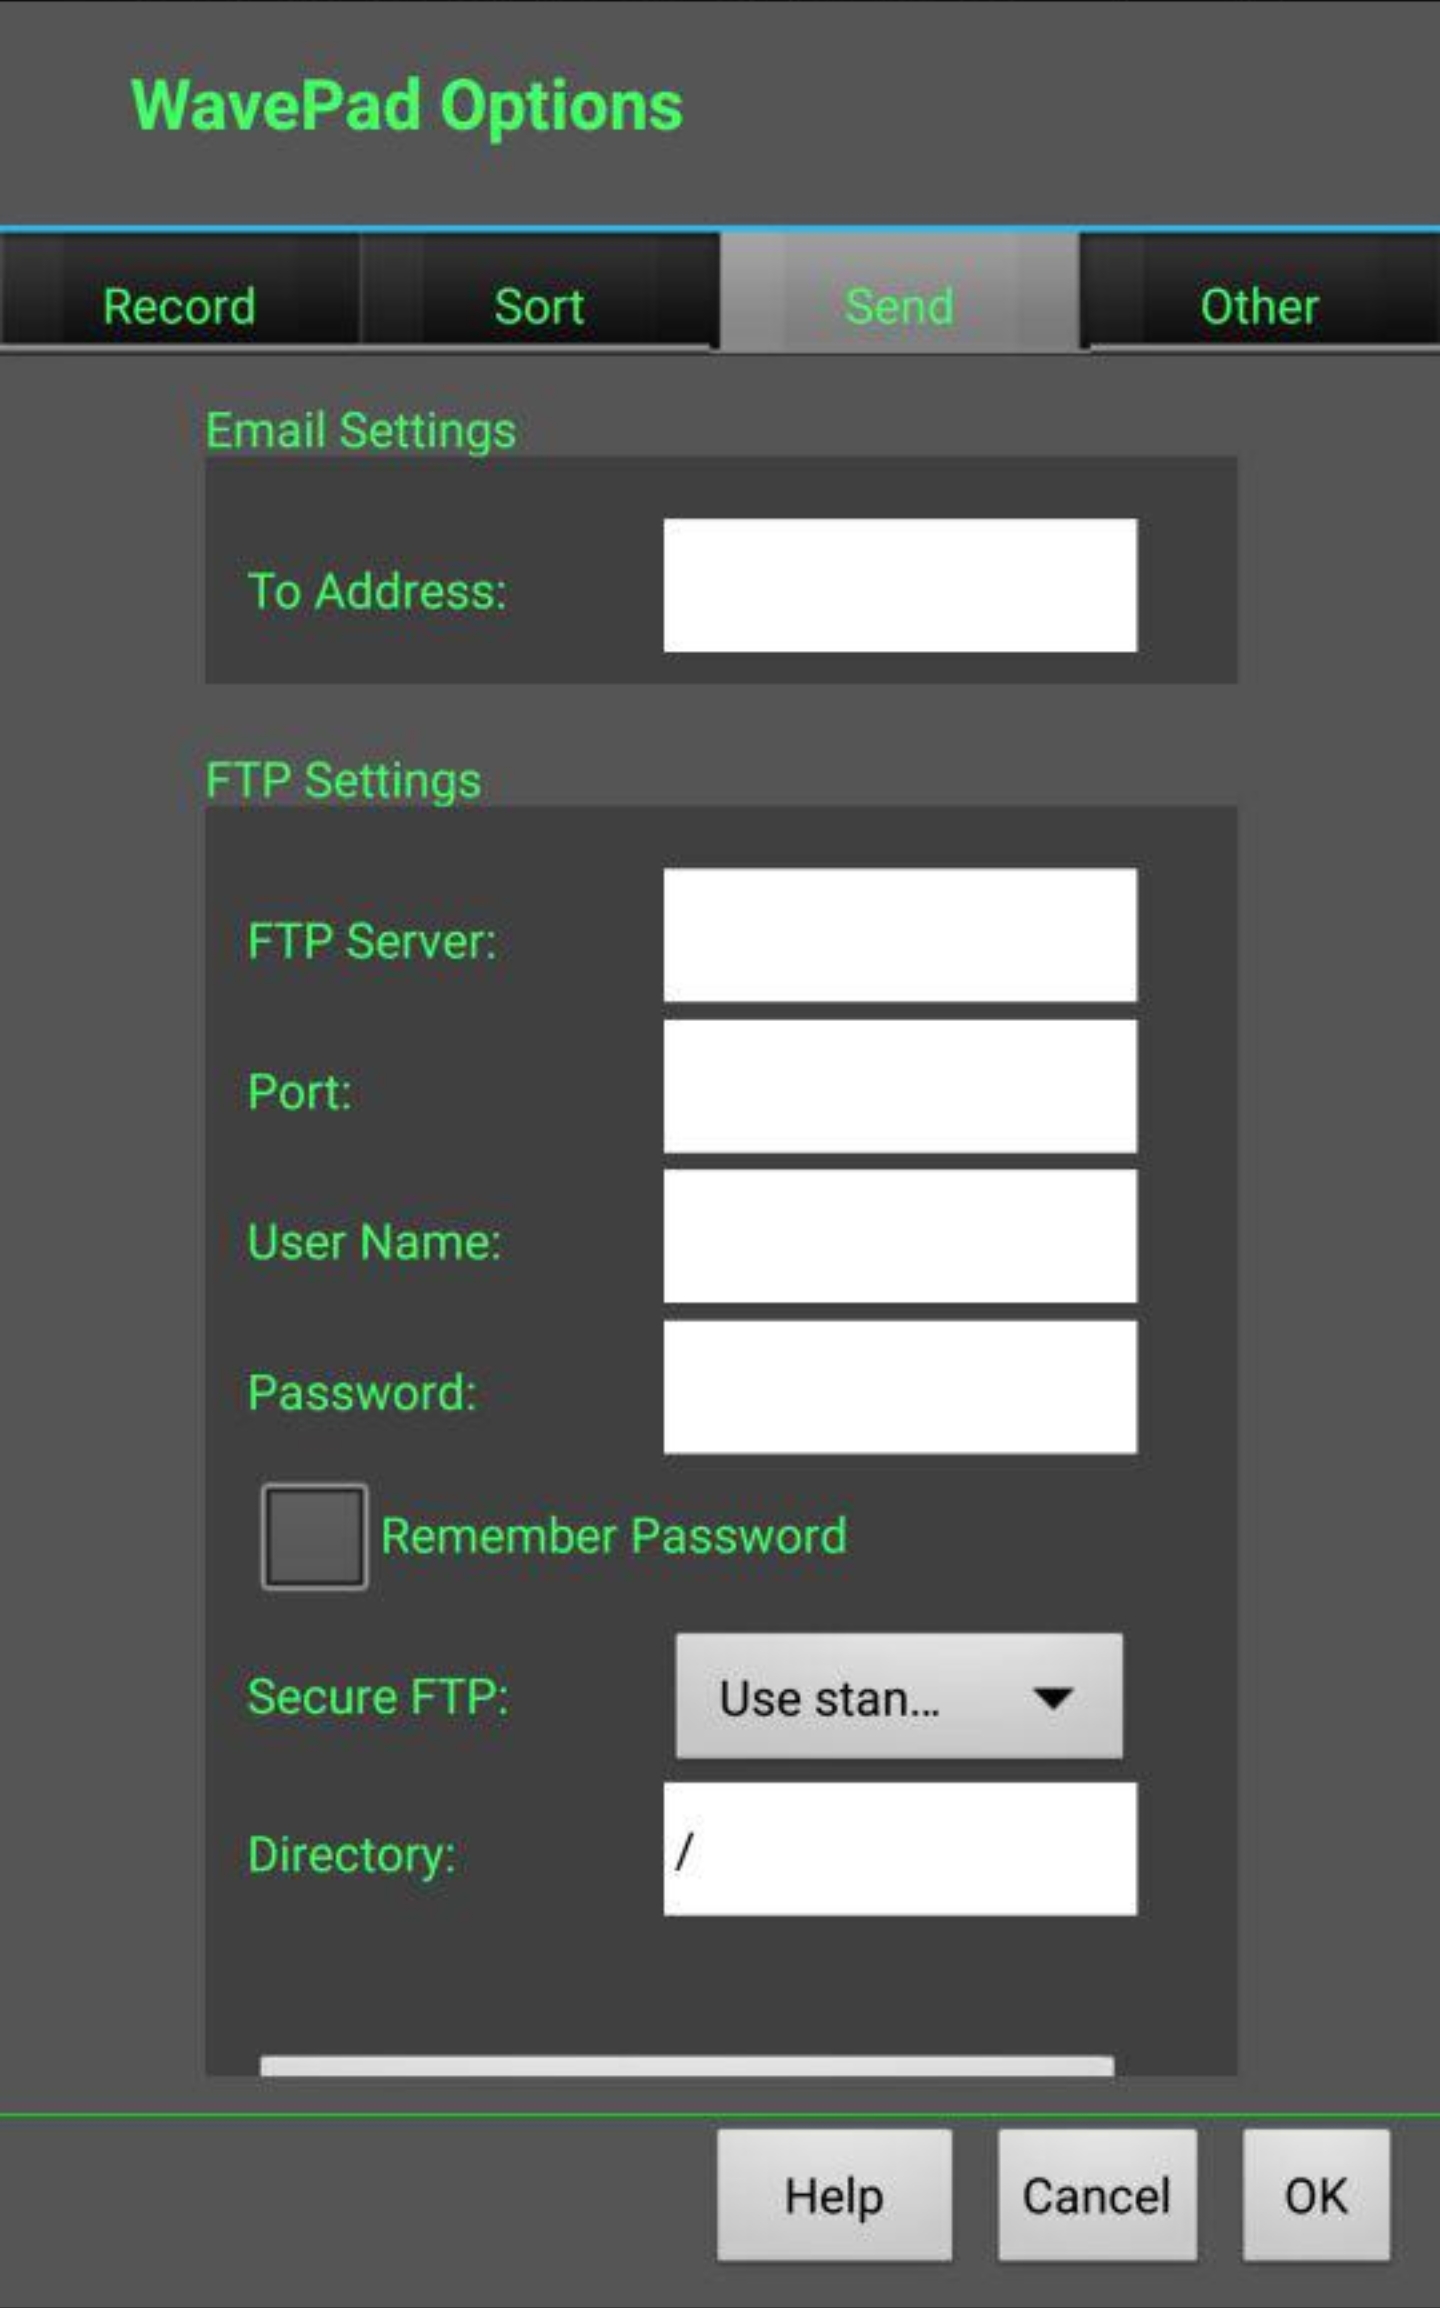 WavePad Options
Record Sort Send Other
Email Settings
To Address:
FTP Settings
FTP Server:
Port:
User Name:
Password:
Remember Password
Secure FTP: Use stan...
Directory: /
Help Cancel OK